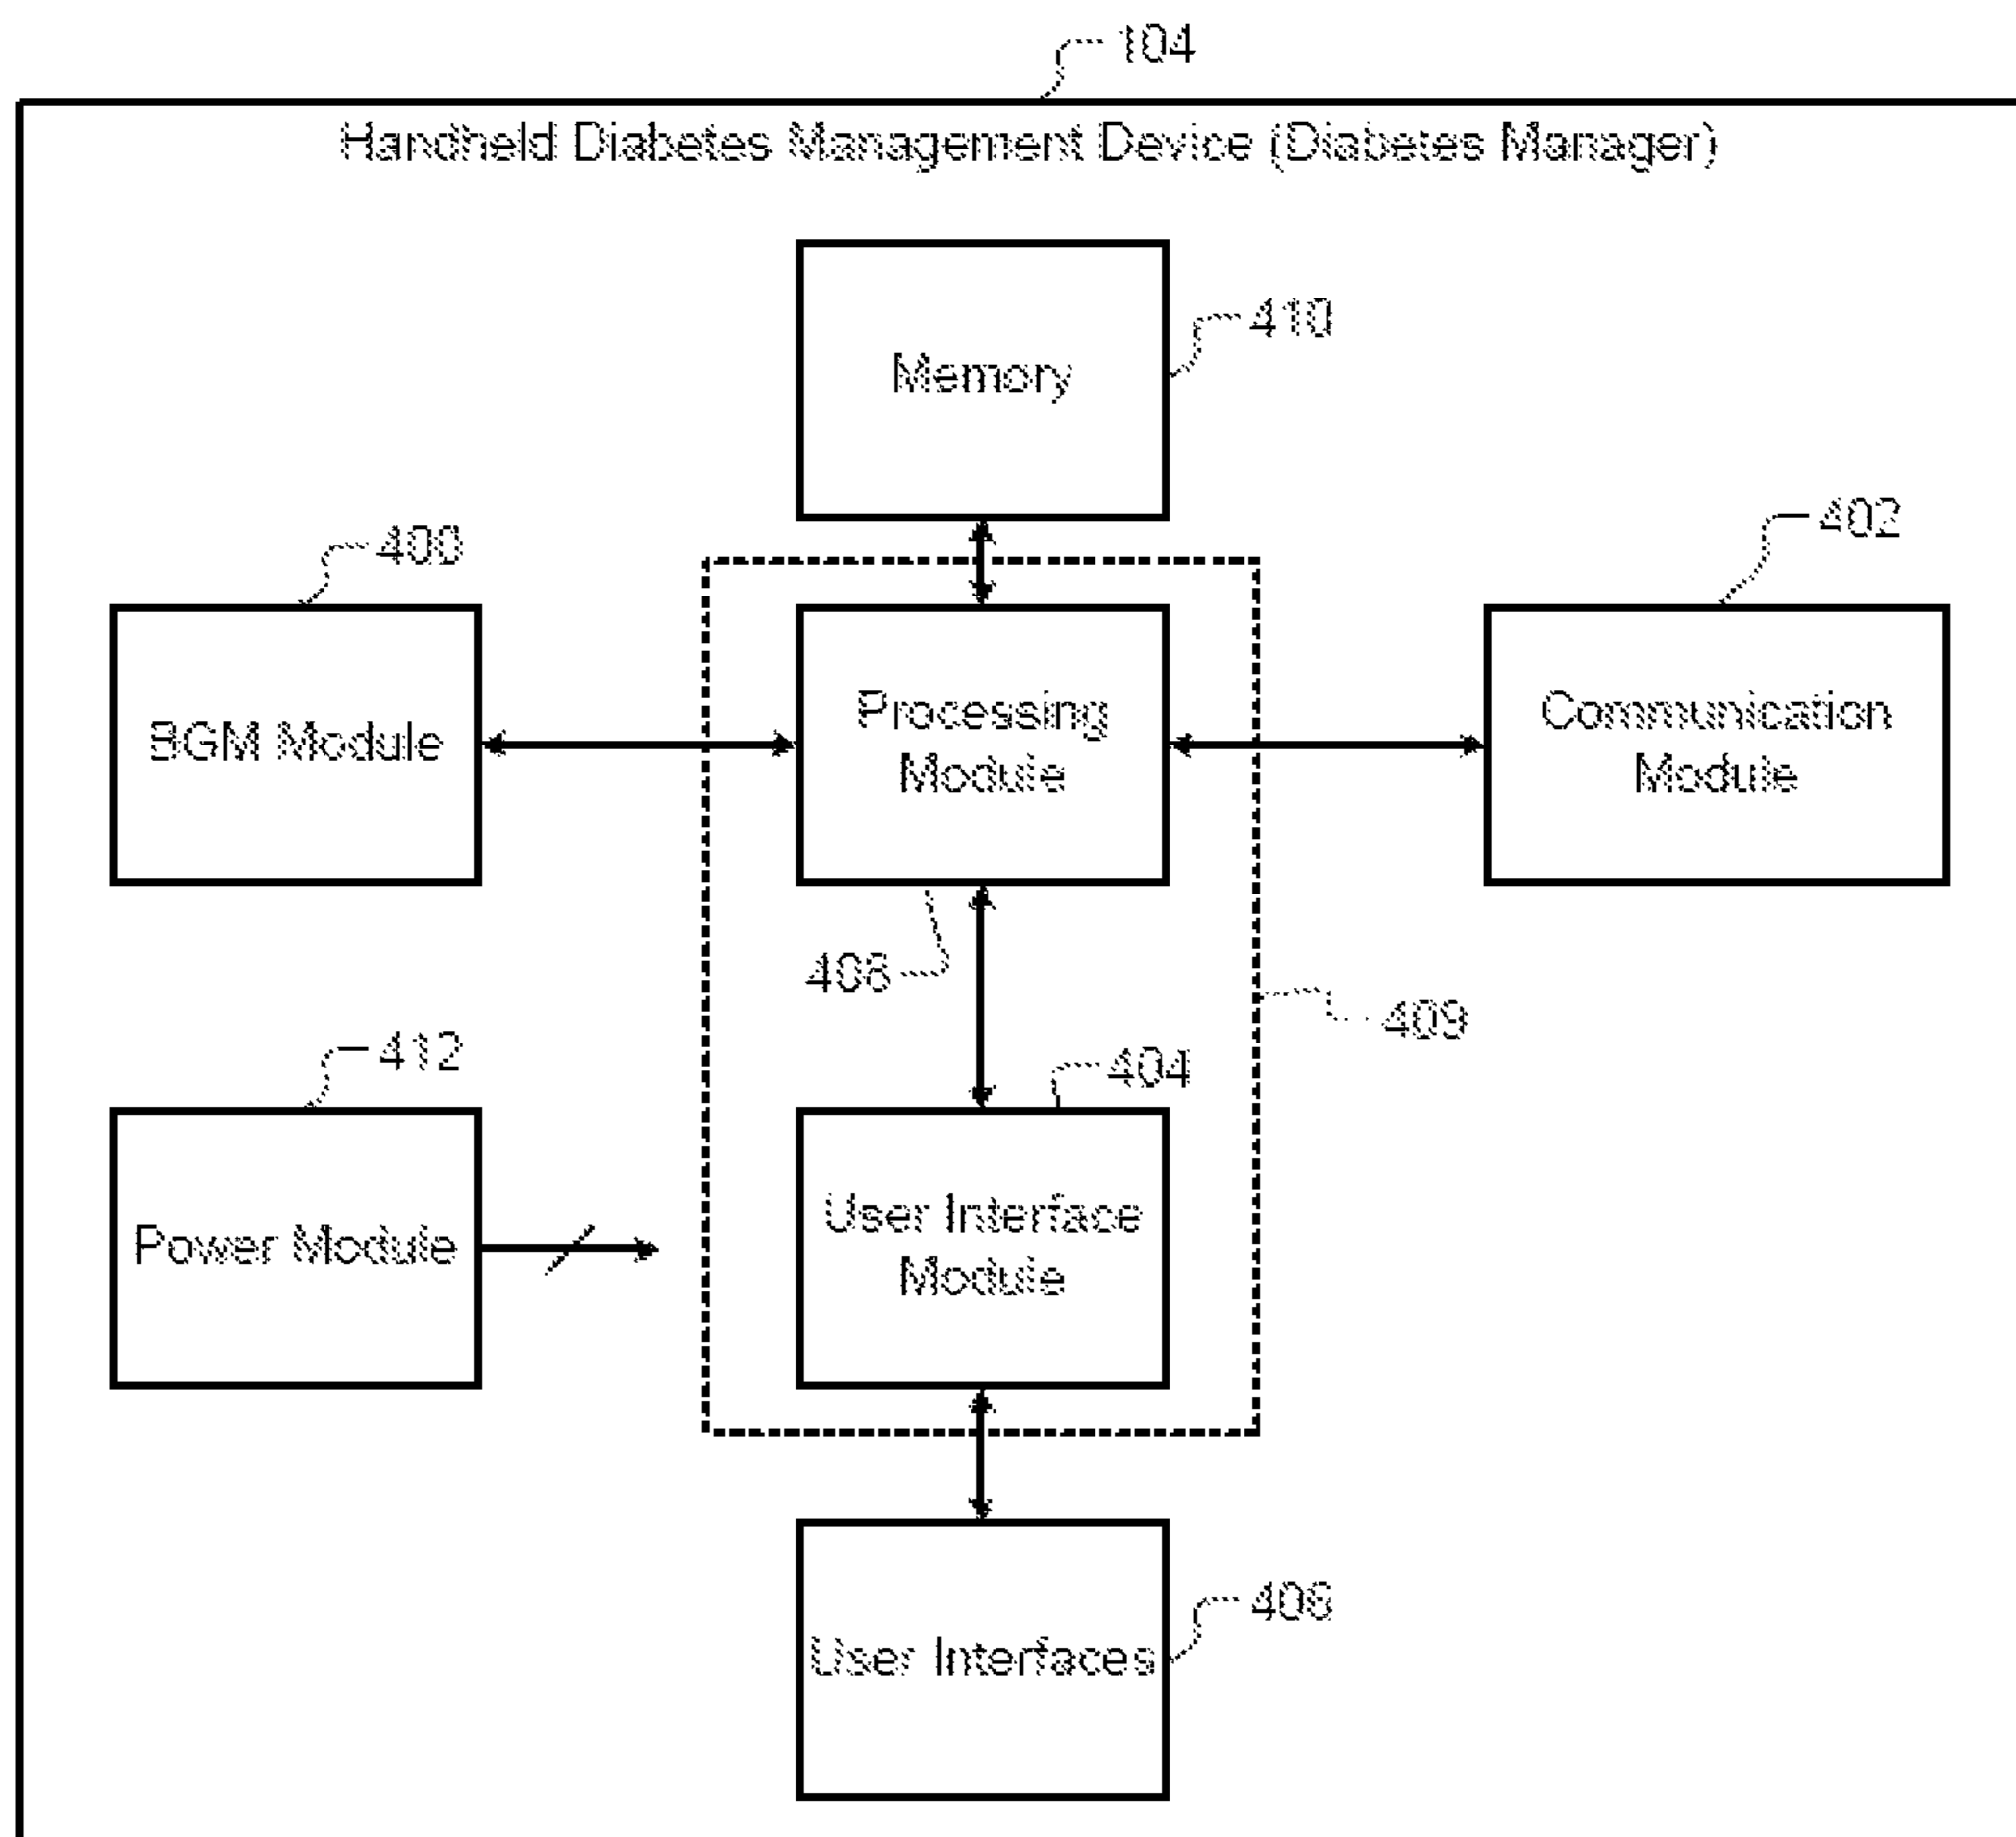 104
Handheld Diabetes Management Device (Diabetes Manager)
410
Memory
400
402
BGM Module
Processing
Module
Communication
Module
408
409
412
404
Power Module
User Interface
Module
406
User Interfaces